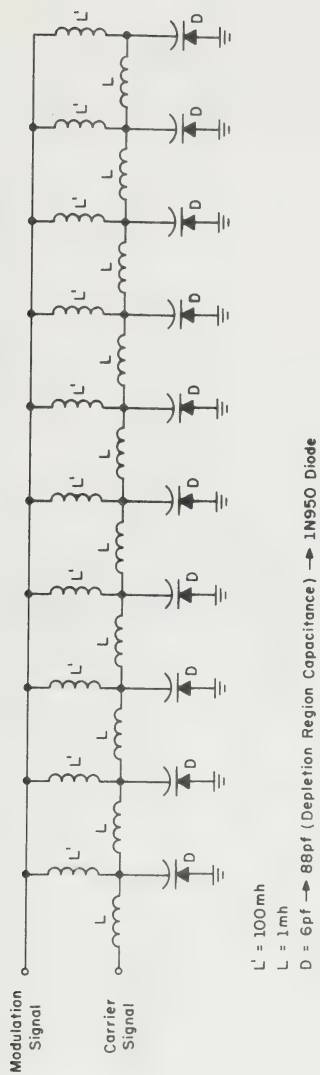 Modulation
Signal
L'
L'
L'
L'
L'
L'
L'
L'
L'
L'
Carrier
Signal
L
L
L
L
L
L
L
L
L
L
D
D
D
D
D
D
D
D
D
D
L' = 100mh
L = 1mh
D = 6pf → 88pf (Depletion Region Capacitance) → 1N950 Diode